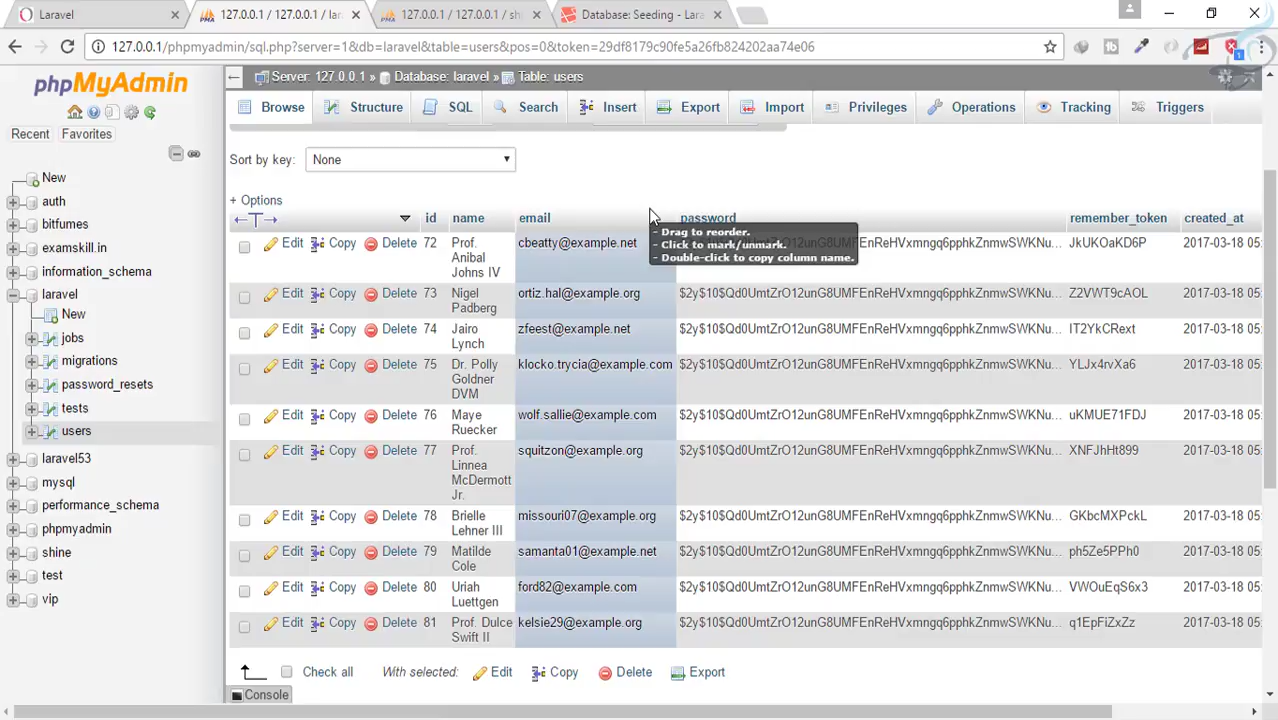 Laravel
127.0.0.1 / 127.0.0.1 / lar
127.0.0.1 / 127.0.0.1 / sh
Database: Seeding - Lara
127.0.0.1/phpmyadmin/sql.php?server=1&db=laravel&table=users&pos=0&token=29df8179c90fe5a26fb824202aa74e06
phpMyAdmin
Recent Favorites
New
auth
bitfumes
examskill.in
information_schema
laravel
New
jobs
migrations
password_resets
tests
users
laravel53
mysql
performance_schema
phpmyadmin
shine
test
vip
Server: 127.0.0.1 » Database: laravel » Table: users
Browse Structure SQL Search Insert Export Import Privileges Operations Tracking Triggers
Sort by key: None
+ Options
id name email password remember_token created_at
- Drag to reorder.
- Click to mark/unmark.
- Double-click to copy column name.
Edit Copy Delete 72 Prof. Anibal Johns IV cbeatty@example.net JkUKOaKD6P 2017-03-18 05:
Edit Copy Delete 73 Nigel Padberg ortiz.hal@example.org $2y$10$Qd0UmtZrO12unG8UMFEnReHVxmngq6pphkZnmwSWKNu... Z2VWT9cAOL 2017-03-18 05:
Edit Copy Delete 74 Jairo Lynch zfeest@example.net $2y$10$Qd0UmtZrO12unG8UMFEnReHVxmngq6pphkZnmwSWKNu... IT2YkCRext 2017-03-18 05:
Edit Copy Delete 75 Dr. Polly Goldner DVM klocko.trycia@example.com $2y$10$Qd0UmtZrO12unG8UMFEnReHVxmngq6pphkZnmwSWKNu... YLJx4rvXa6 2017-03-18 05:
Edit Copy Delete 76 Maye Ruecker wolf.sallie@example.com $2y$10$Qd0UmtZrO12unG8UMFEnReHVxmngq6pphkZnmwSWKNu... uKMUE71FDJ 2017-03-18 05:
Edit Copy Delete 77 Prof. Linnea McDermott Jr. squitzon@example.org $2y$10$Qd0UmtZrO12unG8UMFEnReHVxmngq6pphkZnmwSWKNu... XNFJhHt899 2017-03-18 05:
Edit Copy Delete 78 Brielle Lehner III missouri07@example.org $2y$10$Qd0UmtZrO12unG8UMFEnReHVxmngq6pphkZnmwSWKNu... GKbcMXPckL 2017-03-18 05:
Edit Copy Delete 79 Matilde Cole samanta01@example.net $2y$10$Qd0UmtZrO12unG8UMFEnReHVxmngq6pphkZnmwSWKNu... ph5Ze5PPh0 2017-03-18 05:
Edit Copy Delete 80 Uriah Luettgen ford82@example.com $2y$10$Qd0UmtZrO12unG8UMFEnReHVxmngq6pphkZnmwSWKNu... VWOuEqS6x3 2017-03-18 05:
Edit Copy Delete 81 Prof. Dulce Swift II kelsie29@example.org $2y$10$Qd0UmtZrO12unG8UMFEnReHVxmngq6pphkZnmwSWKNu... q1EpFiZxZz 2017-03-18 05:
Check all With selected: Edit Copy Delete Export
Console